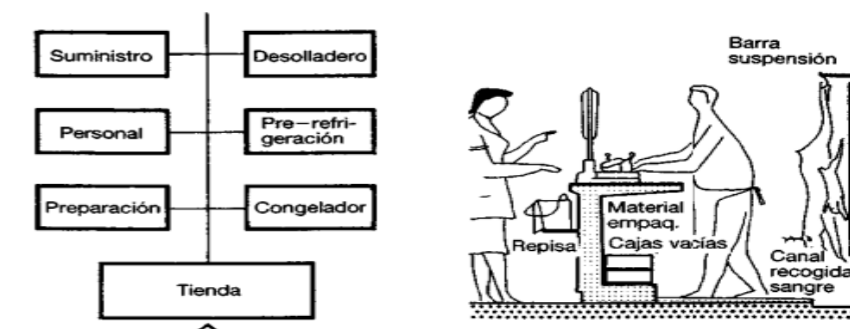 Suministro
Desolladero
Personal
Pre-refri-
geración
Preparación
Congelador
Tienda
Barra
suspensión
Material
empaq.
Repisa
Cajas vacías
Canal
recogida
sangre